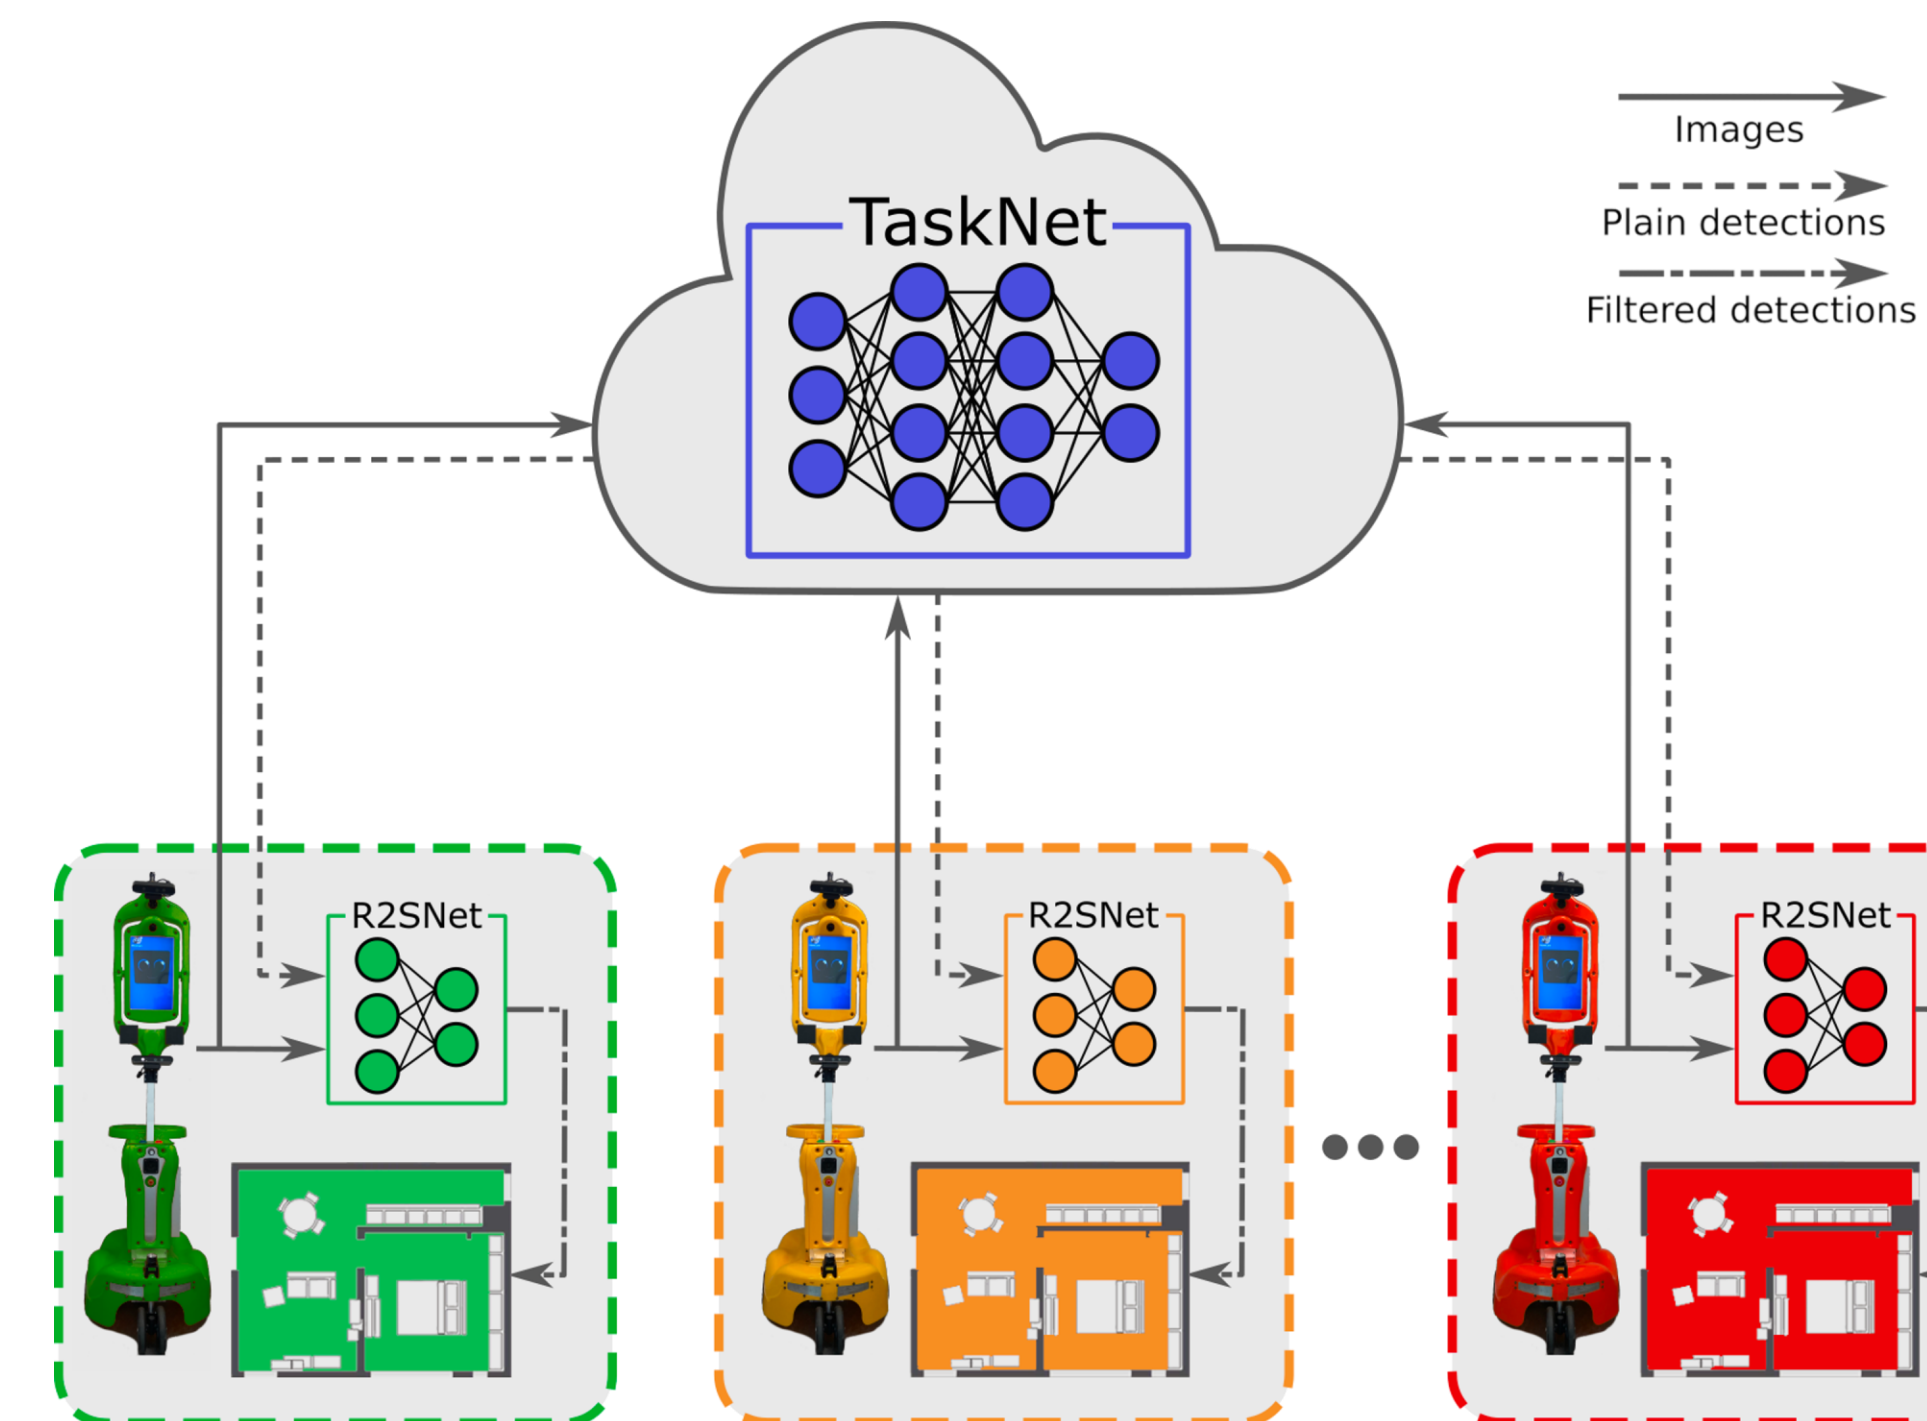 TaskNet
Images
Plain detections
Filtered detections
R2SNet
R2SNet
R2SNet